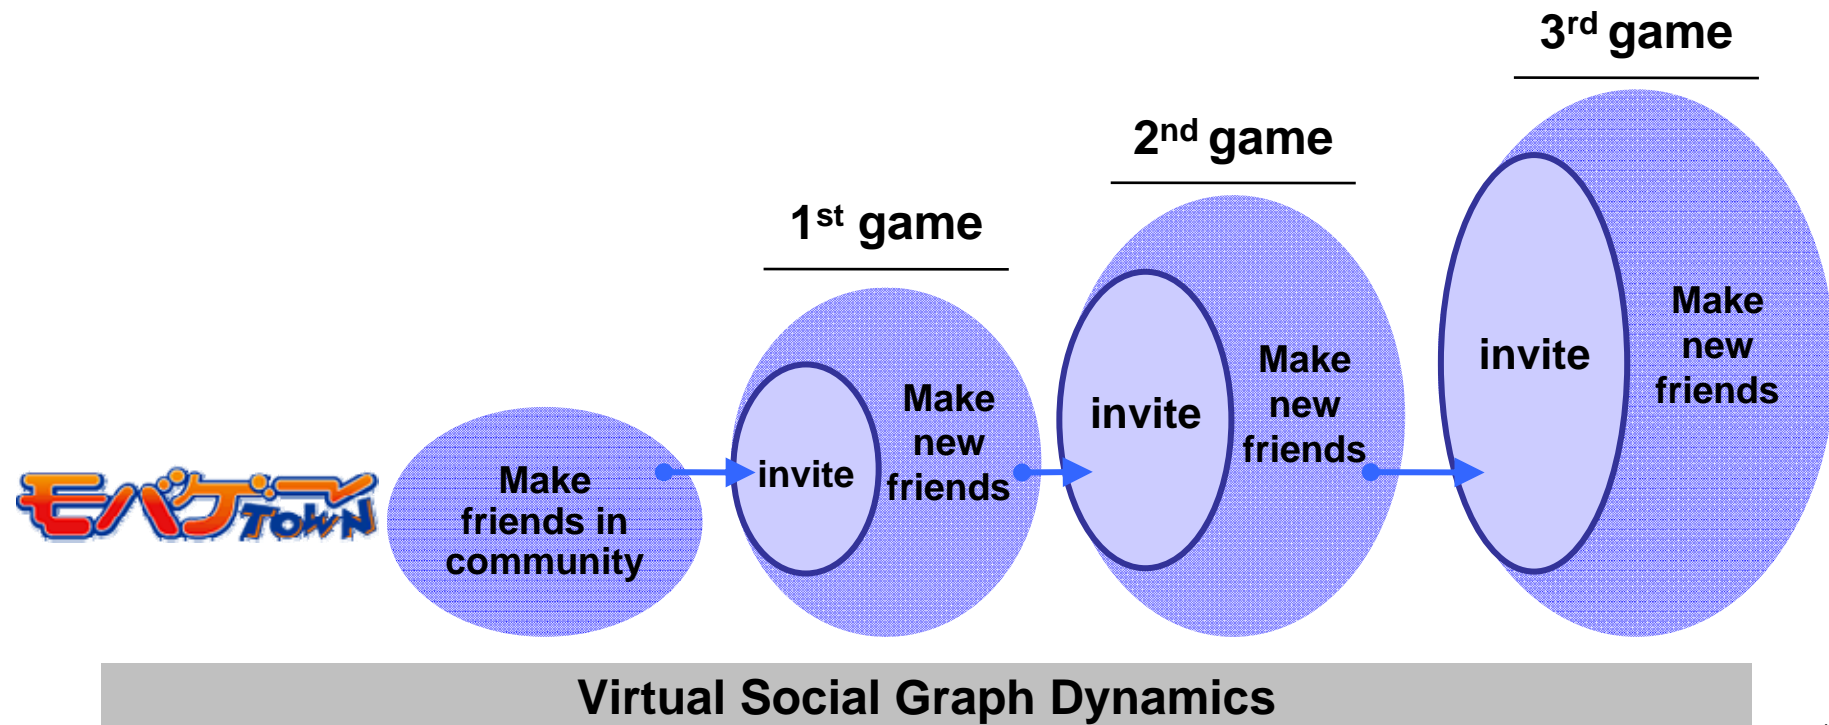 3rd game
2nd game
1st game
Make
new
friends
invite
Make
new
friends
invite
Make
new
friends
invite
Make
friends in
community
モバゲーTOWN
Virtual Social Graph Dynamics